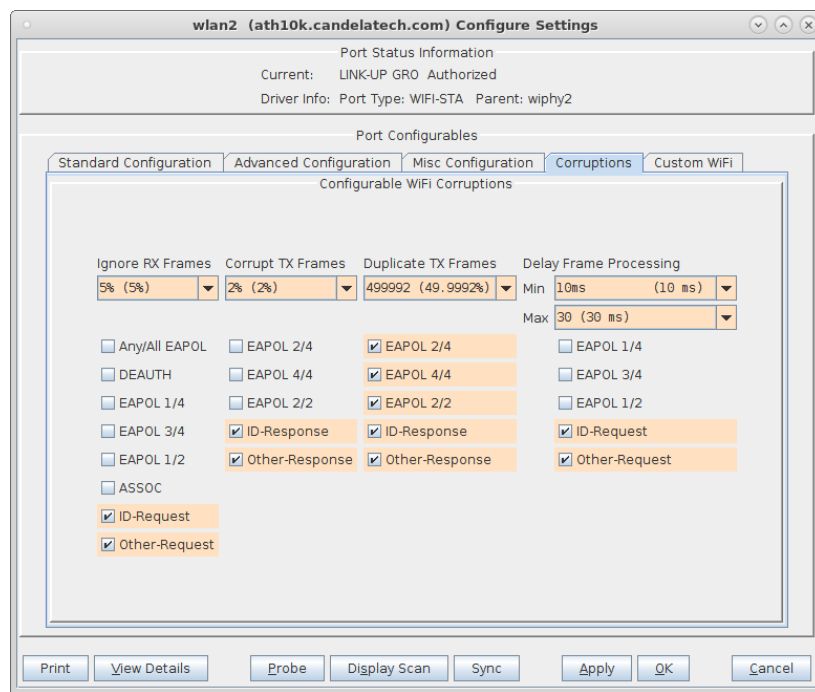 wlan2 (ath10k.candelatech.com) Configure Settings
Port Status Information
Current: LINK-UP GRO Authorized
Driver Info: Port Type: WIFI-STA Parent: wiphy2
Port Configurables
Standard Configuration Advanced Configuration Misc Configuration Corruptions Custom WiFi
Configurable WiFi Corruptions
Ignore RX Frames Corrupt TX Frames Duplicate TX Frames Delay Frame Processing
5% (5%) 2% (2%) 499992 (49.9992%) Min 10ms (10 ms)
Max 30 (30 ms)
Any/All EAPOL EAPOL 2/4 EAPOL 2/4 EAPOL 1/4
DEAUTH EAPOL 4/4 EAPOL 4/4 EAPOL 3/4
EAPOL 1/4 EAPOL 2/2 EAPOL 2/2 EAPOL 1/2
EAPOL 3/4 ID-Response ID-Response ID-Request
EAPOL 1/2 Other-Response Other-Response Other-Request
ASSOC
ID-Request
Other-Request
Print View Details Probe Display Scan Sync Apply OK Cancel